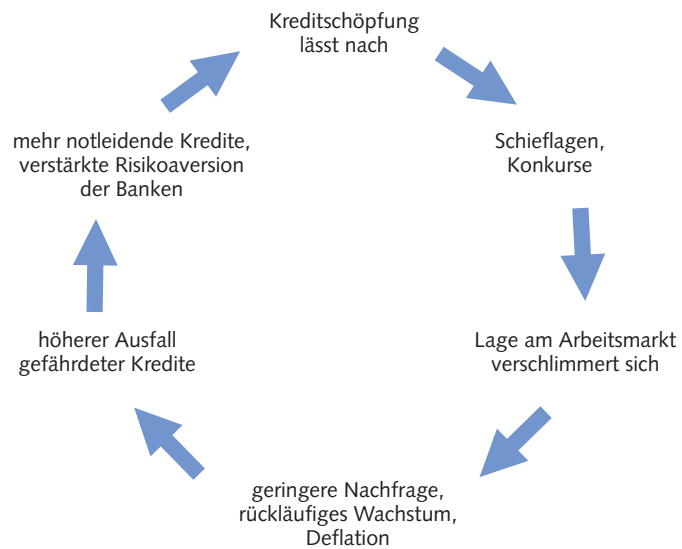 Kreditschöpfung
lässt nach
Schieflagen,
Konkurse
Lage am Arbeitsmarkt
verschlimmert sich
geringere Nachfrage,
rückläufiges Wachstum,
Deflation
höherer Ausfall
gefährdeter Kredite
mehr notleidende Kredite,
verstärkte Risikoaversion
der Banken